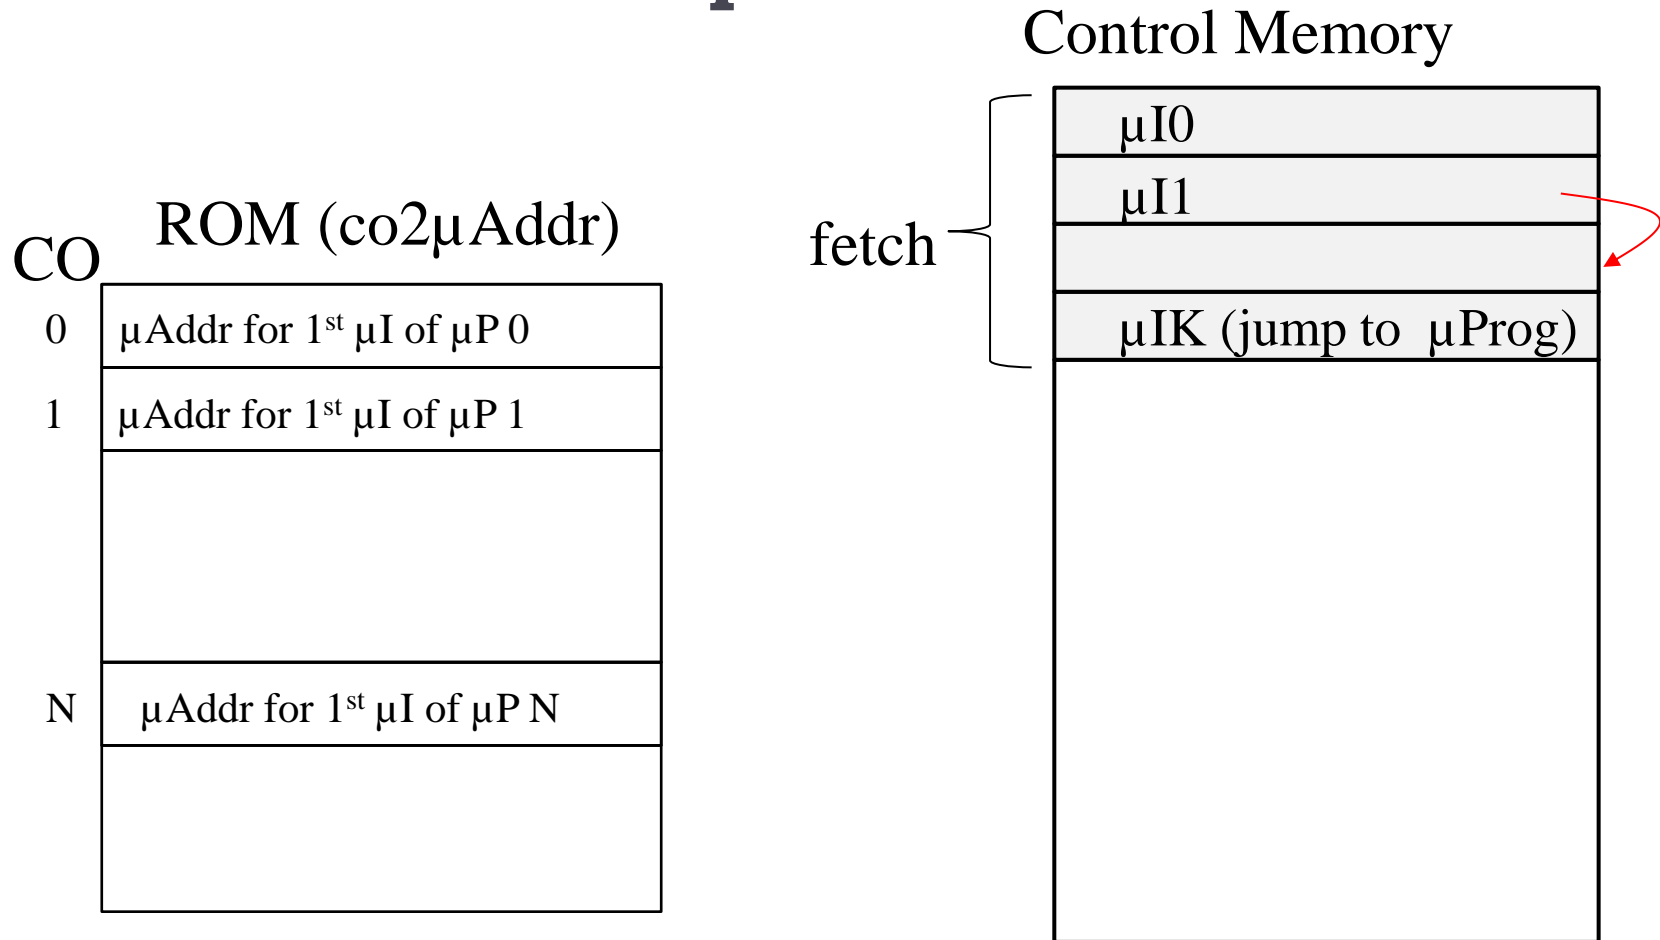 Control Memory
µI0
µI1
fetch
µIK (jump to µProg)
ROM (co2µAddr)
CO
0 µAddr for 1st µI of µP 0
1 µAddr for 1st µI of µP 1
N µAddr for 1st µI of µP N